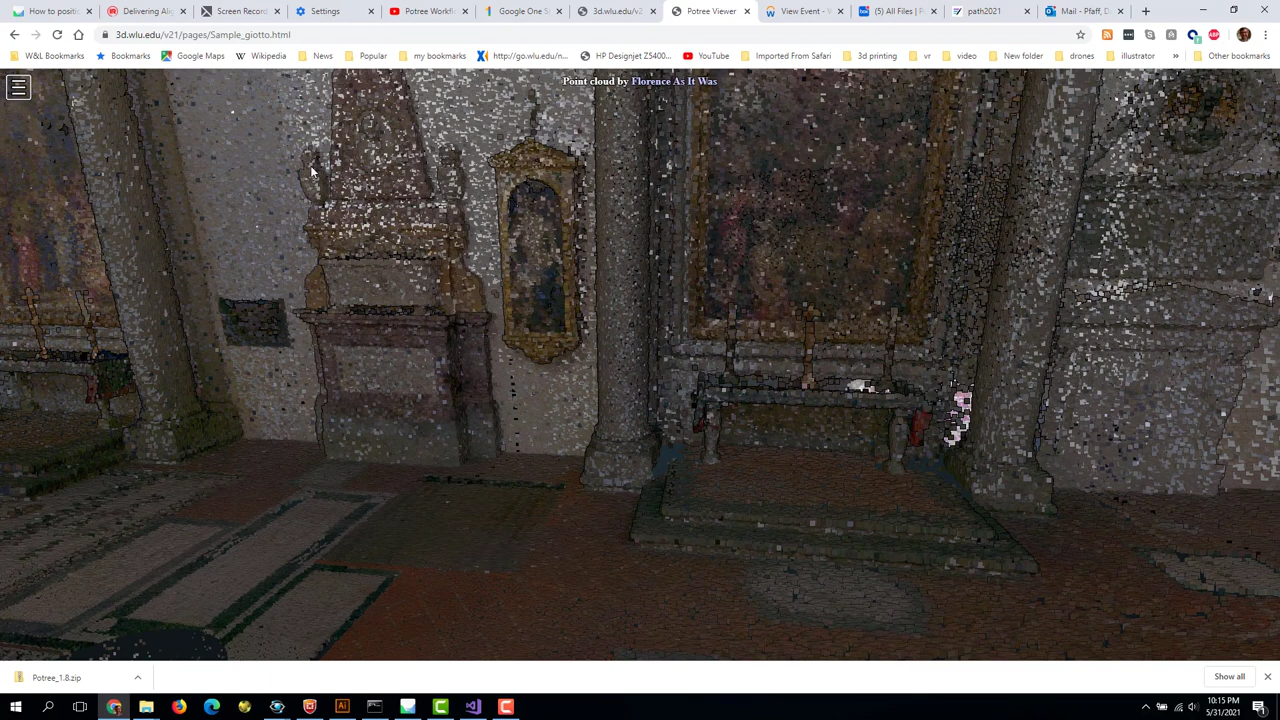 How to positi
Delivering Alig
Screen Record
Settings
Potree Workflo
Google One S
3d.wlu.edu/v2
Potree Viewer
View Event - W
(5) All Files | P
path2021
Mail - Pfaff, D
3d.wlu.edu/v21/pages/Sample_giotto.html
W&L Bookmarks
Bookmarks
Google Maps
Wikipedia
News
Popular
my bookmarks
http://go.wlu.edu/n...
HP Designjet Z5400...
YouTube
Imported From Safari
3d printing
vr
video
New folder
drones
illustrator
»
Other bookmarks
Point cloud by Florence As It Was
Potree_1.8.zip
Show all
10:15 PM
5/31/2021